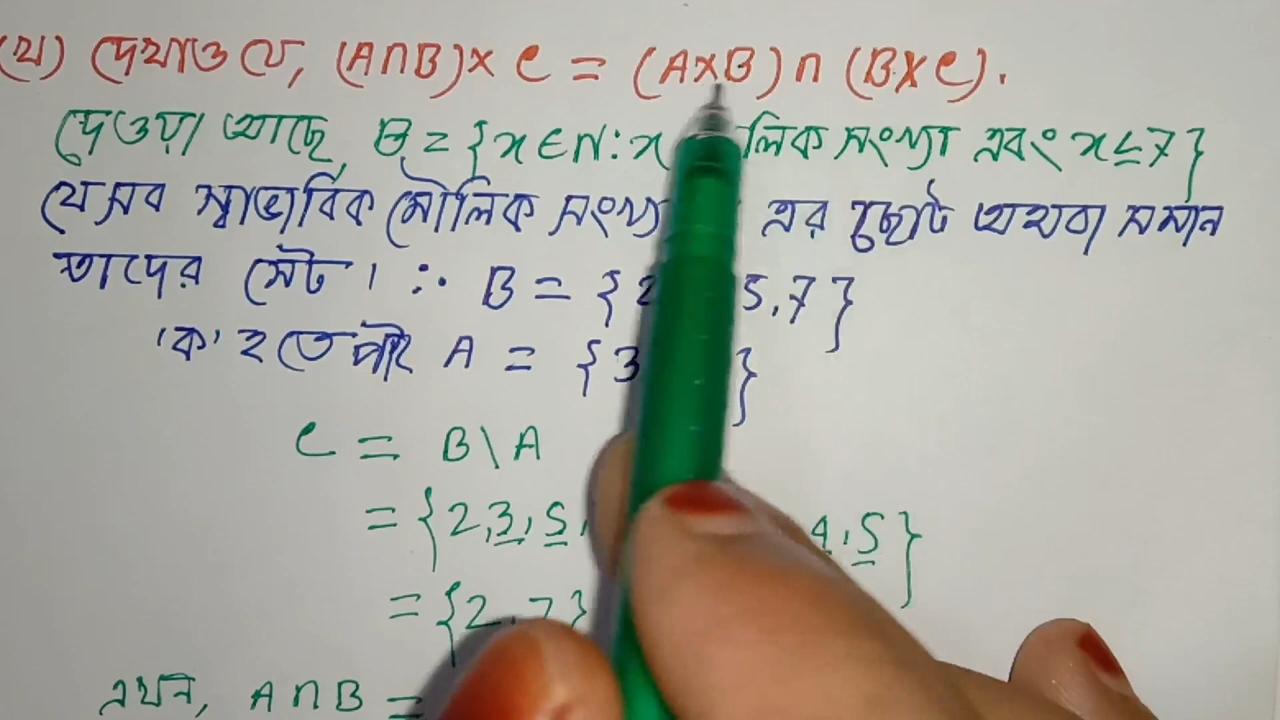 (খ) দেখাও যে, (A∩B)× C = (A×B) ∩ (B×C).
দেওয়া আছে, B = {x∈N: x লিক সংখ্যা এবং x≤7}
যেসব স্বাভাবিক মৌলিক সংখ্যা এর ছোট অথবা সমান
তাদের সেট। ∴ B = {2 5,7}
'ক' হতে পাই A = {3 }
C = B\A
= {2,3,5, 4,5}
= {2,7}
এখন, A∩B =